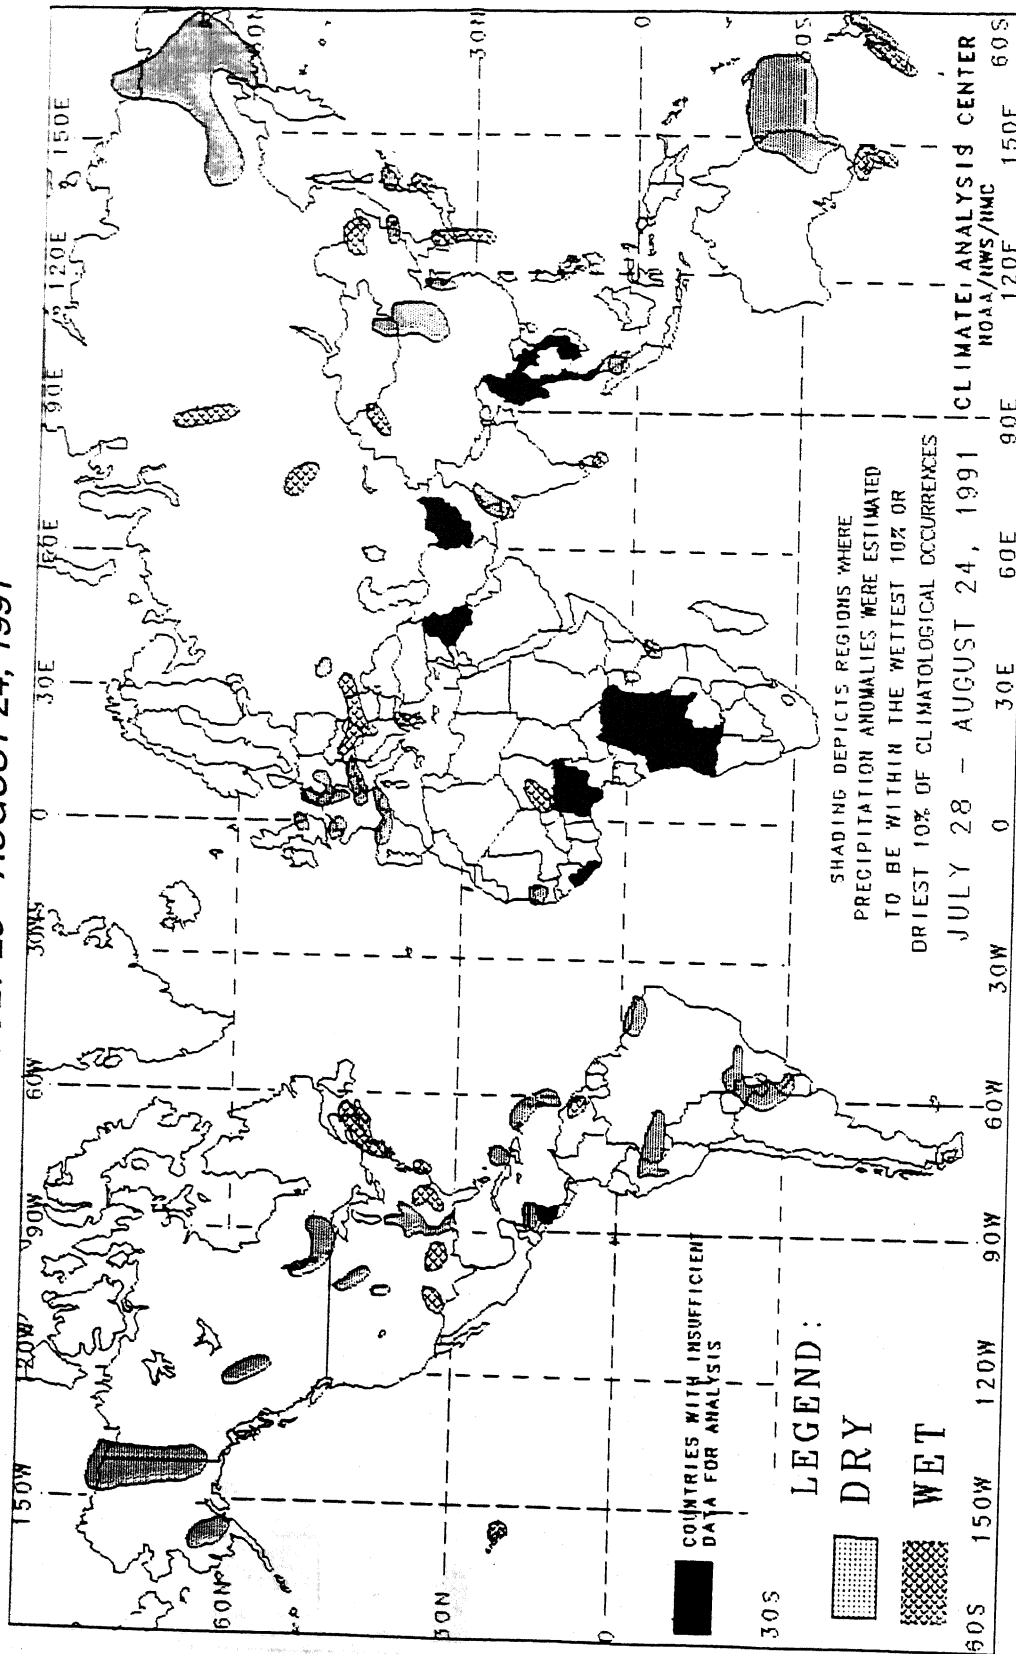 150W
120W
90W
60W
30W
0
30E
60E
90E
120E
150E
60N
30N
30N
0
0
30S
60S
60S
COUNTRIES WITH INSUFFICIENT
DATA FOR ANALYSIS
LEGEND:
DRY
WET
SHADING DEPICTS REGIONS WHERE
PRECIPITATION ANOMALIES WERE ESTIMATED
TO BE WITHIN THE WETTEST 10% OR
DRIEST 10% OF CLIMATOLOGICAL OCCURRENCES
JULY 28 - AUGUST 24, 1991
CLIMATE ANALYSIS CENTER
NOAA/NWS/NMC
150W
120W
90W
60W
30W
0
30E
60E
90E
120E
150E